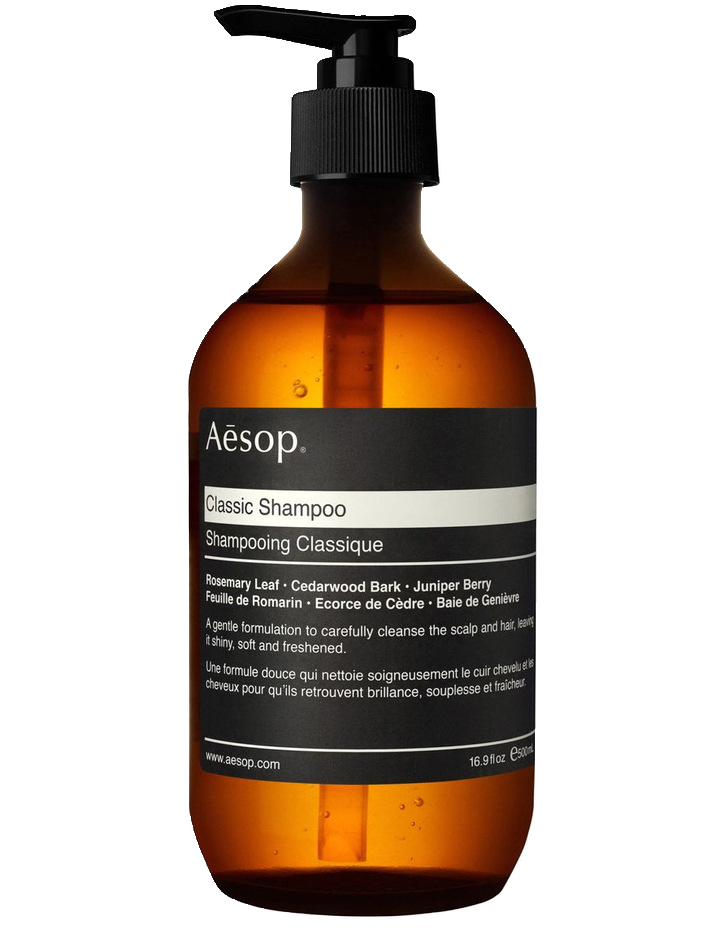 Aēsop®
Classic Shampoo
Shampooing Classique
Rosemary Leaf · Cedarwood Bark · Juniper Berry
Feuille de Romarin · Ecorce de Cèdre · Baie de Genièvre
A gentle formulation to carefully cleanse the scalp and hair, leaving
it shiny, soft and freshened.
Une formule douce qui nettoie soigneusement le cuir chevelu et les
cheveux pour qu'ils retrouvent brillance, souplesse et fraîcheur.
www.aesop.com 16.9 fl oz ℮500mL